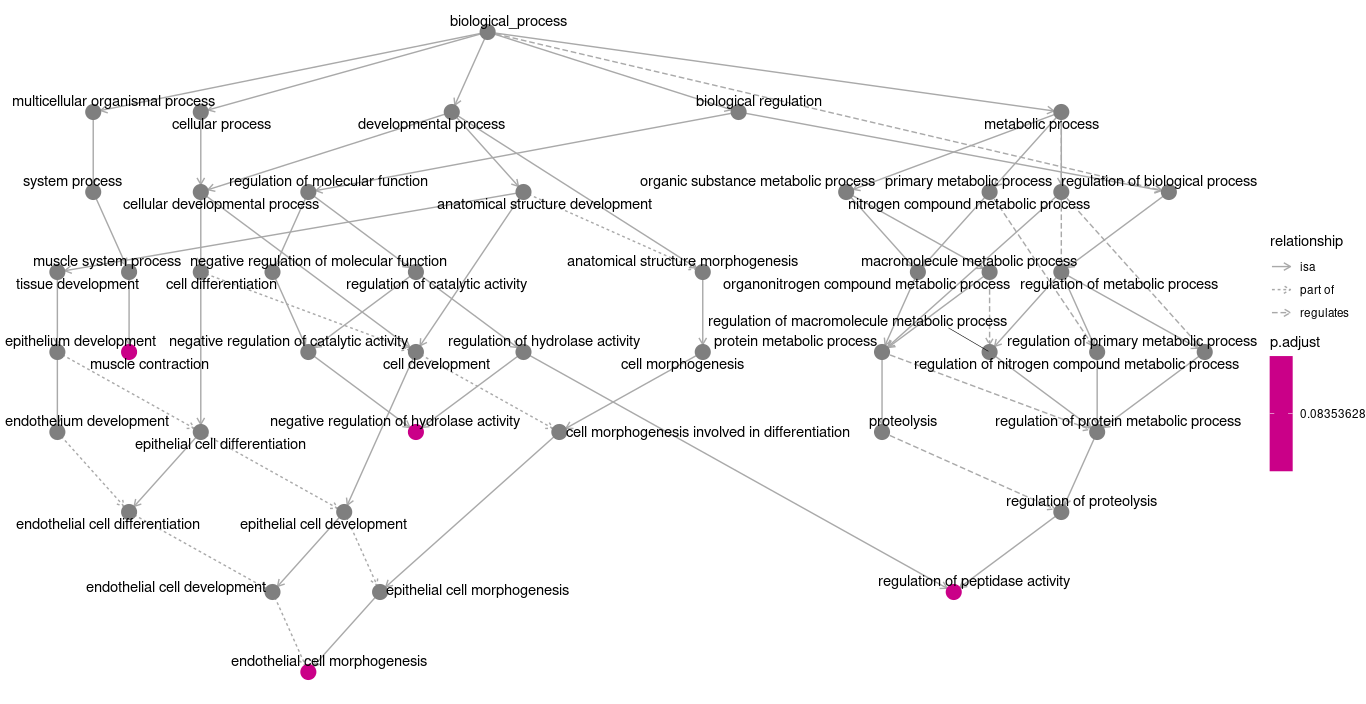 biological_process
multicellular organismal process
biological regulation
cellular process
developmental process
metabolic process
system process
regulation of molecular function
organic substance metabolic process
primary metabolic process
regulation of biological process
cellular developmental process
anatomical structure development
nitrogen compound metabolic process
muscle system process
negative regulation of molecular function
anatomical structure morphogenesis
macromolecule metabolic process
tissue development
cell differentiation
regulation of catalytic activity
organonitrogen compound metabolic process
regulation of metabolic process
regulation of macromolecule metabolic process
epithelium development
negative regulation of catalytic activity
regulation of hydrolase activity
protein metabolic process
regulation of primary metabolic process
muscle contraction
cell development
cell morphogenesis
regulation of nitrogen compound metabolic process
endothelium development
negative regulation of hydrolase activity
proteolysis
regulation of protein metabolic process
epithelial cell differentiation
cell morphogenesis involved in differentiation
regulation of proteolysis
endothelial cell differentiation
epithelial cell development
regulation of peptidase activity
endothelial cell development
epithelial cell morphogenesis
endothelial cell morphogenesis
relationship
isa
part of
regulates
p.adjust
0.08353628